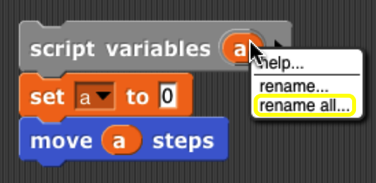 script variables a
help...
rename...
rename all...
set a to 0
move a steps